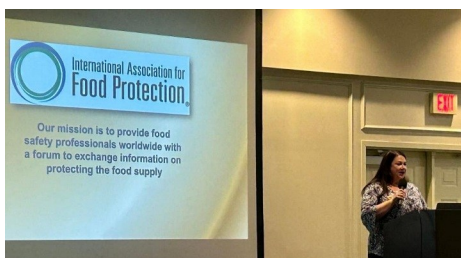 International Association for
Food Protection®
Our mission is to provide food
safety professionals worldwide with
a forum to exchange information on
protecting the food supply
EXIT